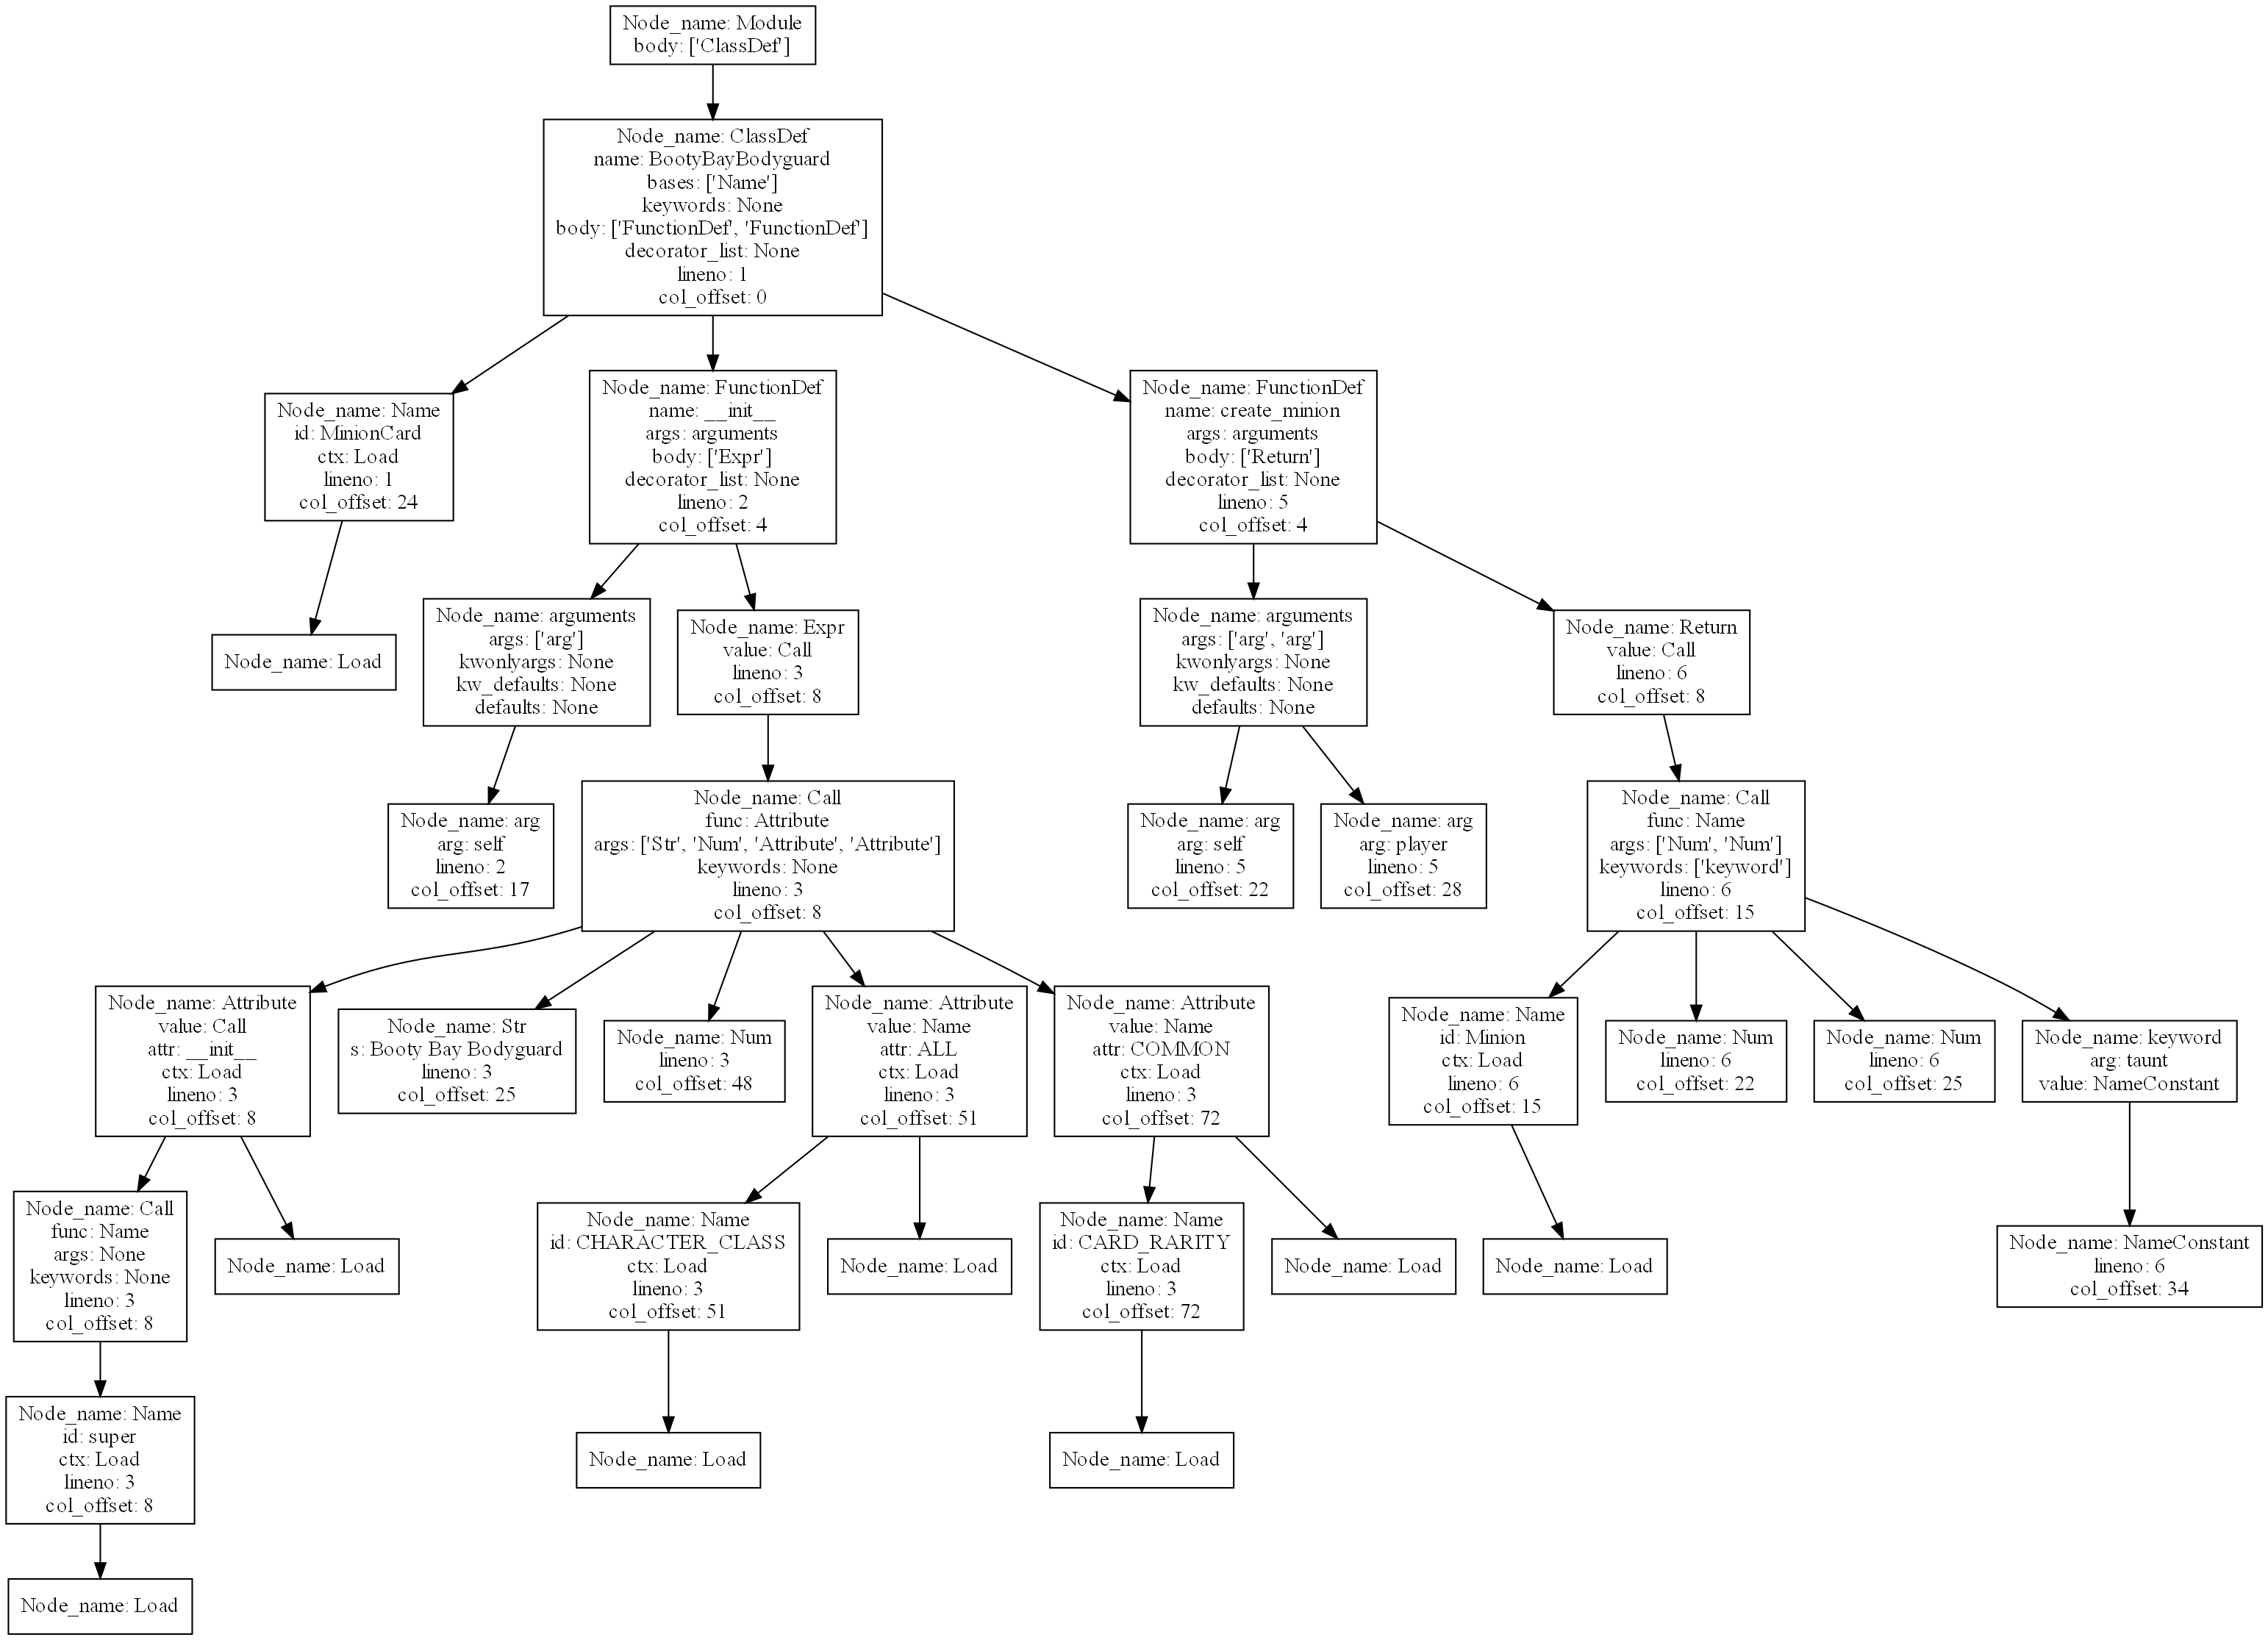 Node_name: Module
body: ['ClassDef']
Node_name: ClassDef
name: BootyBayBodyguard
bases: ['Name']
keywords: None
body: ['FunctionDef', 'FunctionDef']
decorator_list: None
lineno: 1
col_offset: 0
Node_name: Name
id: MinionCard
ctx: Load
lineno: 1
col_offset: 24
Node_name: FunctionDef
name: __init__
args: arguments
body: ['Expr']
decorator_list: None
lineno: 2
col_offset: 4
Node_name: FunctionDef
name: create_minion
args: arguments
body: ['Return']
decorator_list: None
lineno: 5
col_offset: 4
Node_name: Load
Node_name: arguments
args: ['arg']
kwonlyargs: None
kw_defaults: None
defaults: None
Node_name: Expr
value: Call
lineno: 3
col_offset: 8
Node_name: arguments
args: ['arg', 'arg']
kwonlyargs: None
kw_defaults: None
defaults: None
Node_name: Return
value: Call
lineno: 6
col_offset: 8
Node_name: arg
arg: self
lineno: 2
col_offset: 17
Node_name: Call
func: Attribute
args: ['Str', 'Num', 'Attribute', 'Attribute']
keywords: None
lineno: 3
col_offset: 8
Node_name: arg
arg: self
lineno: 5
col_offset: 22
Node_name: arg
arg: player
lineno: 5
col_offset: 28
Node_name: Call
func: Name
args: ['Num', 'Num']
keywords: ['keyword']
lineno: 6
col_offset: 15
Node_name: Attribute
value: Call
attr: __init__
ctx: Load
lineno: 3
col_offset: 8
Node_name: Str
s: Booty Bay Bodyguard
lineno: 3
col_offset: 25
Node_name: Num
lineno: 3
col_offset: 48
Node_name: Attribute
value: Name
attr: ALL
ctx: Load
lineno: 3
col_offset: 51
Node_name: Attribute
value: Name
attr: COMMON
ctx: Load
lineno: 3
col_offset: 72
Node_name: Name
id: Minion
ctx: Load
lineno: 6
col_offset: 15
Node_name: Num
lineno: 6
col_offset: 22
Node_name: Num
lineno: 6
col_offset: 25
Node_name: keyword
arg: taunt
value: NameConstant
Node_name: Call
func: Name
args: None
keywords: None
lineno: 3
col_offset: 8
Node_name: Load
Node_name: Name
id: CHARACTER_CLASS
ctx: Load
lineno: 3
col_offset: 51
Node_name: Load
Node_name: Name
id: CARD_RARITY
ctx: Load
lineno: 3
col_offset: 72
Node_name: Load
Node_name: Load
Node_name: NameConstant
lineno: 6
col_offset: 34
Node_name: Name
id: super
ctx: Load
lineno: 3
col_offset: 8
Node_name: Load
Node_name: Load
Node_name: Load